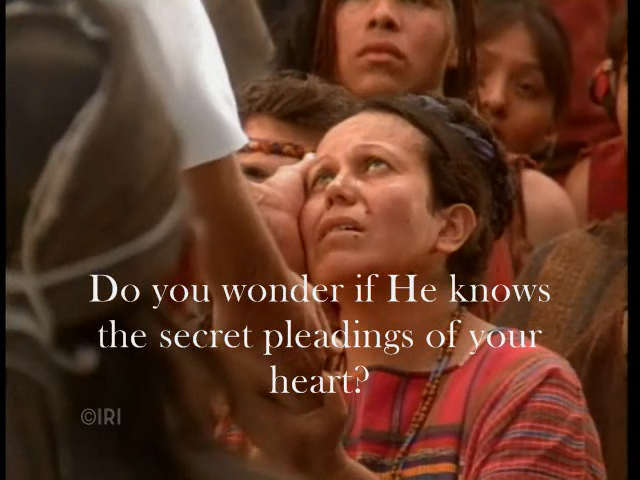 Do you wonder if He knows
the secret pleadings of your
heart?
©IRI